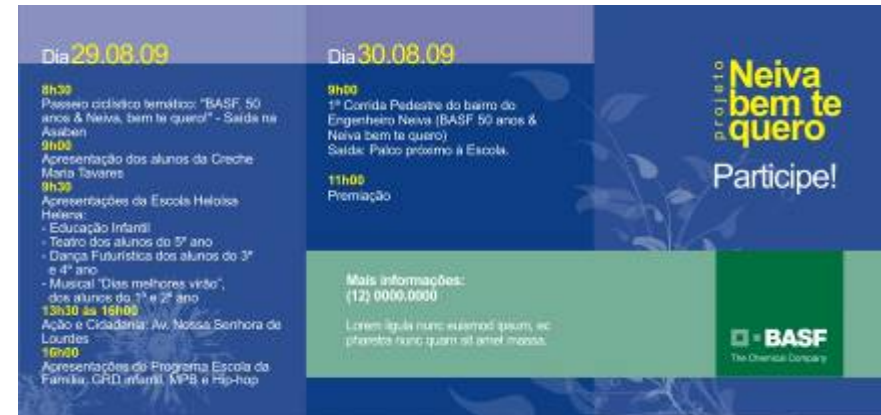 Dia 29.08.09
8h30
Passeio ciclístico temático: "BASF, 50
anos & Neiva, bem te quero!" - Saída na
Asaben
9h00
Apresentação dos alunos da Creche
Maria Tavares
9h30
Apresentações da Escola Heloisa
Helena:
- Educação Infantil
- Teatro dos alunos do 5º ano
- Dança Futurística dos alunos do 3º
e 4º ano
- Musical "Dias melhores virão",
dos alunos do 1º e 2º ano
13h30 às 16h00
Ação e Cidadania: Av. Nossa Senhora de
Lourdes
16h00
Apresentações do Programa Escola da
Família, GRD infantil, MPB e Hip-hop
Dia 30.08.09
9h00
1ª Corrida Pedestre do bairro do
Engenheiro Neiva (BASF 50 anos &
Neiva bem te quero)
Saída: Palco próximo à Escola.
11h00
Premiação
Mais informações:
(12) 0000.0000
Lorem ligula nunc euismod ipsum, ec
pharetra nunc quam sit amet massa.
projeto
Neiva
bem te
quero
Participe!
BASF
The Chemical Company